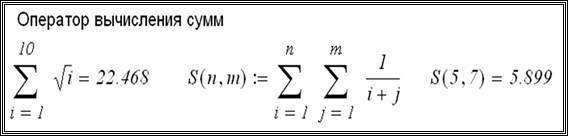 Оператор вычисления сумм
10
∑ √i = 22.468
i = 1
S(n, m) := ∑ ∑ 1/(i + j)
n m
i = 1 j = 1
S(5, 7) = 5.899